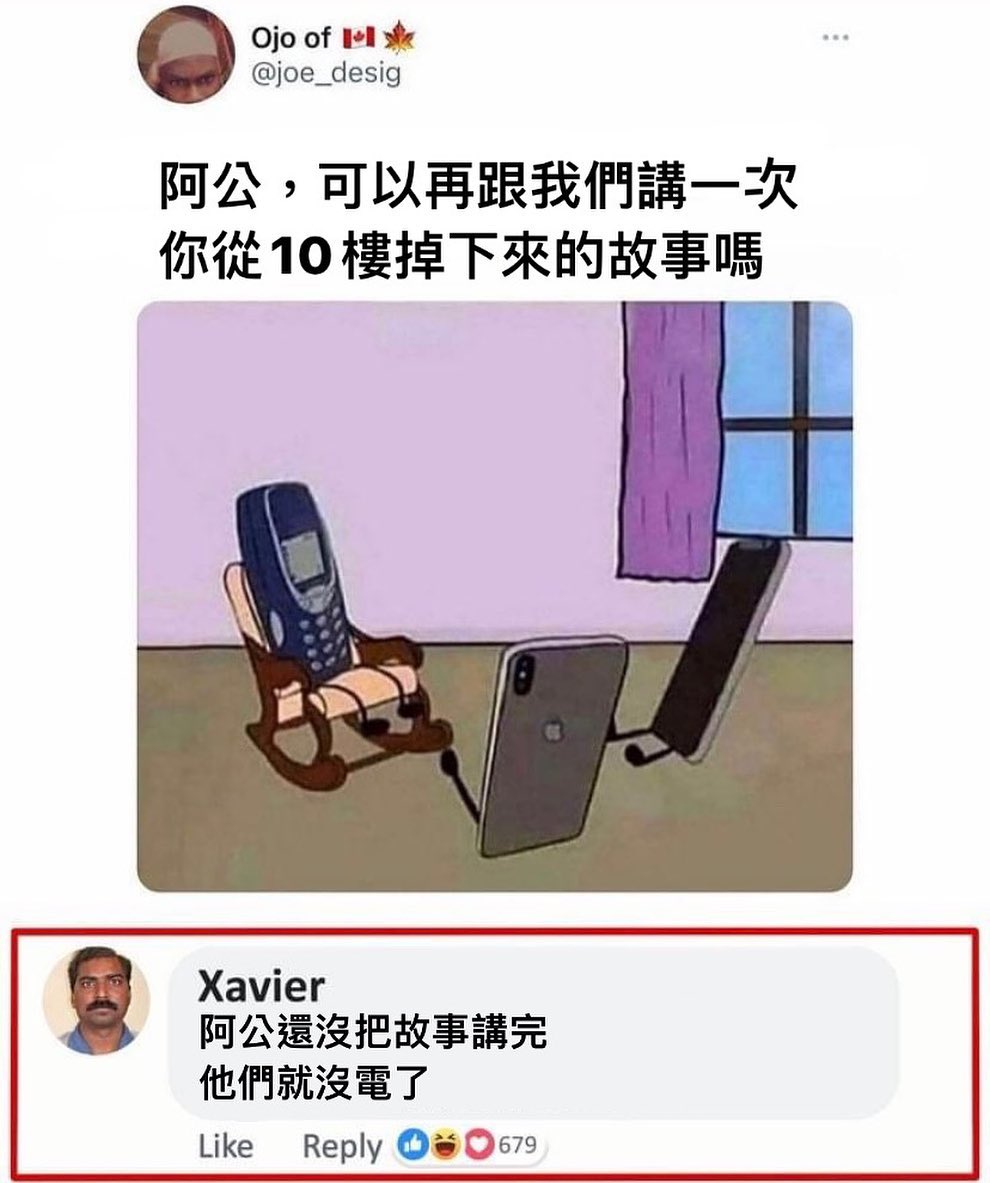 Ojo of 🇨🇦🍁
@joe_desig
阿公，可以再跟我們講一次
你從10樓掉下來的故事嗎
Xavier
阿公還沒把故事講完
他們就沒電了
Like Reply 679